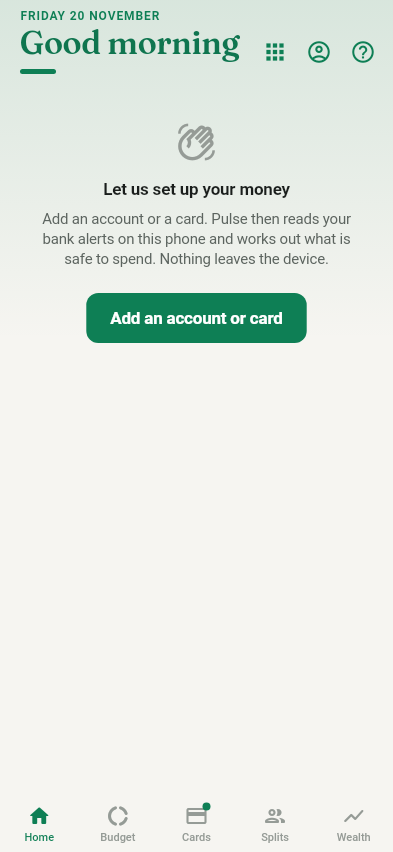 FRIDAY 20 NOVEMBER
Good morning
Let us set up your money
Add an account or a card. Pulse then reads your
bank alerts on this phone and works out what is
safe to spend. Nothing leaves the device.
Add an account or card
Home
Budget
Cards
Splits
Wealth